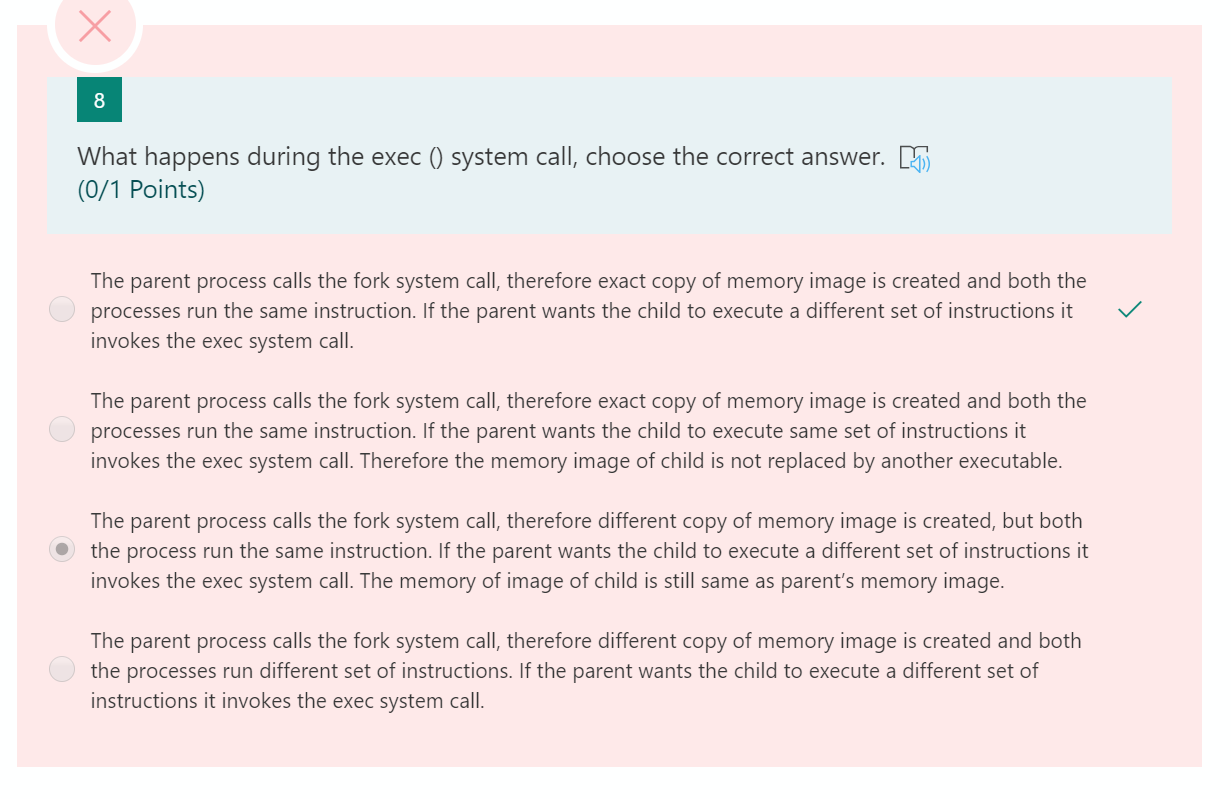 8
What happens during the exec () system call, choose the correct answer.
(0/1 Points)
The parent process calls the fork system call, therefore exact copy of memory image is created and both the
processes run the same instruction. If the parent wants the child to execute a different set of instructions it
invokes the exec system call.
The parent process calls the fork system call, therefore exact copy of memory image is created and both the
processes run the same instruction. If the parent wants the child to execute same set of instructions it
invokes the exec system call. Therefore the memory image of child is not replaced by another executable.
The parent process calls the fork system call, therefore different copy of memory image is created, but both
the process run the same instruction. If the parent wants the child to execute a different set of instructions it
invokes the exec system call. The memory of image of child is still same as parent’s memory image.
The parent process calls the fork system call, therefore different copy of memory image is created and both
the processes run different set of instructions. If the parent wants the child to execute a different set of
instructions it invokes the exec system call.